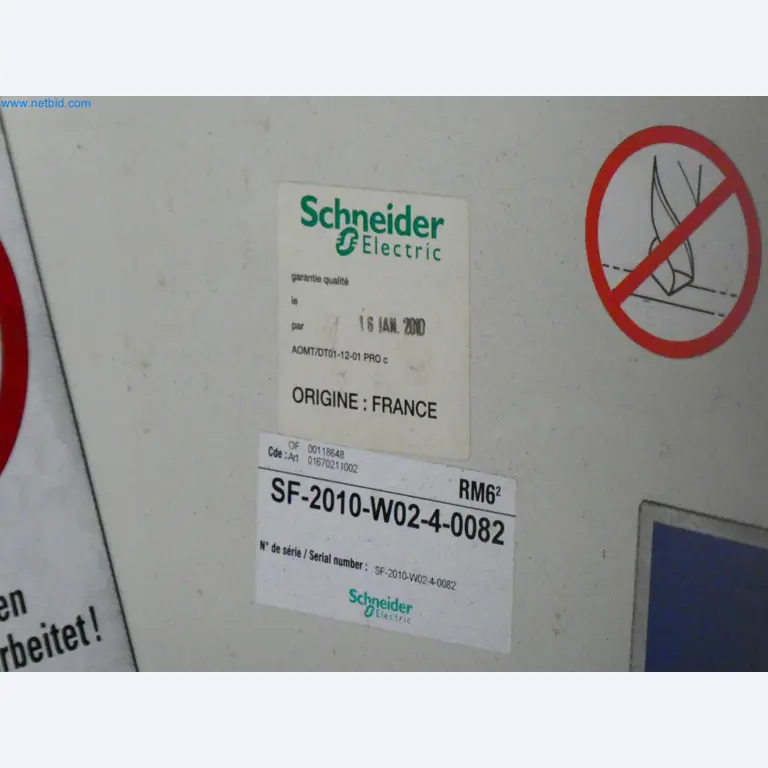 www.netbid.com
Schneider
Electric
garantie qualité
le
par 16 JAN. 2010
AOMT/DT01-12-01 PRO c
ORIGINE : FRANCE
OF 00118648
Cde : Art 01670211002
RM6²
SF-2010-W02-4-0082
N° de série / Serial number : SF-2010-W02-4-0082
Schneider
Electric
en
rbeitet!